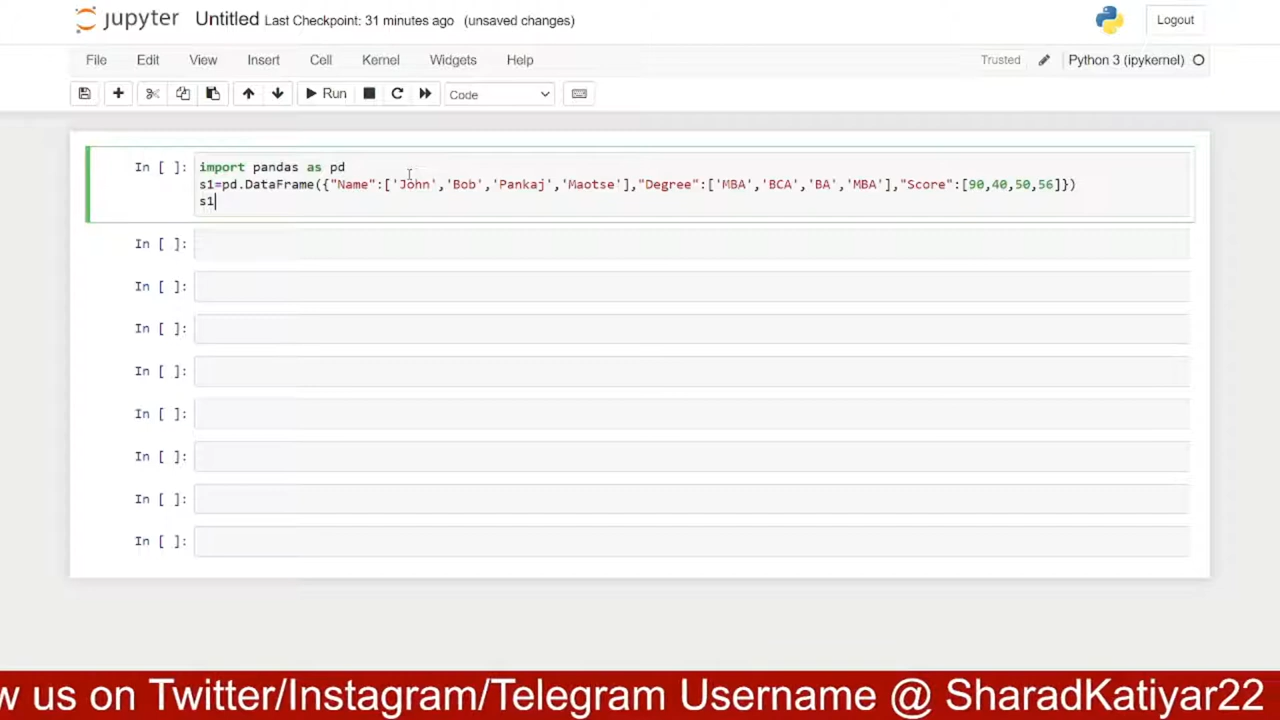 jupyter Untitled Last Checkpoint: 31 minutes ago (unsaved changes) Logout
File Edit View Insert Cell Kernel Widgets Help Trusted Python 3 (ipykernel)
Run Code
In [ ]: import pandas as pd
s1=pd.DataFrame({"Name":['John','Bob','Pankaj','Maotse'],"Degree":['MBA','BCA','BA','MBA'],"Score":[90,40,50,56]})
s1
In [ ]:
In [ ]:
In [ ]:
In [ ]:
In [ ]:
In [ ]:
In [ ]:
In [ ]:
w us on Twitter/Instagram/Telegram Username @ SharadKatiyar22